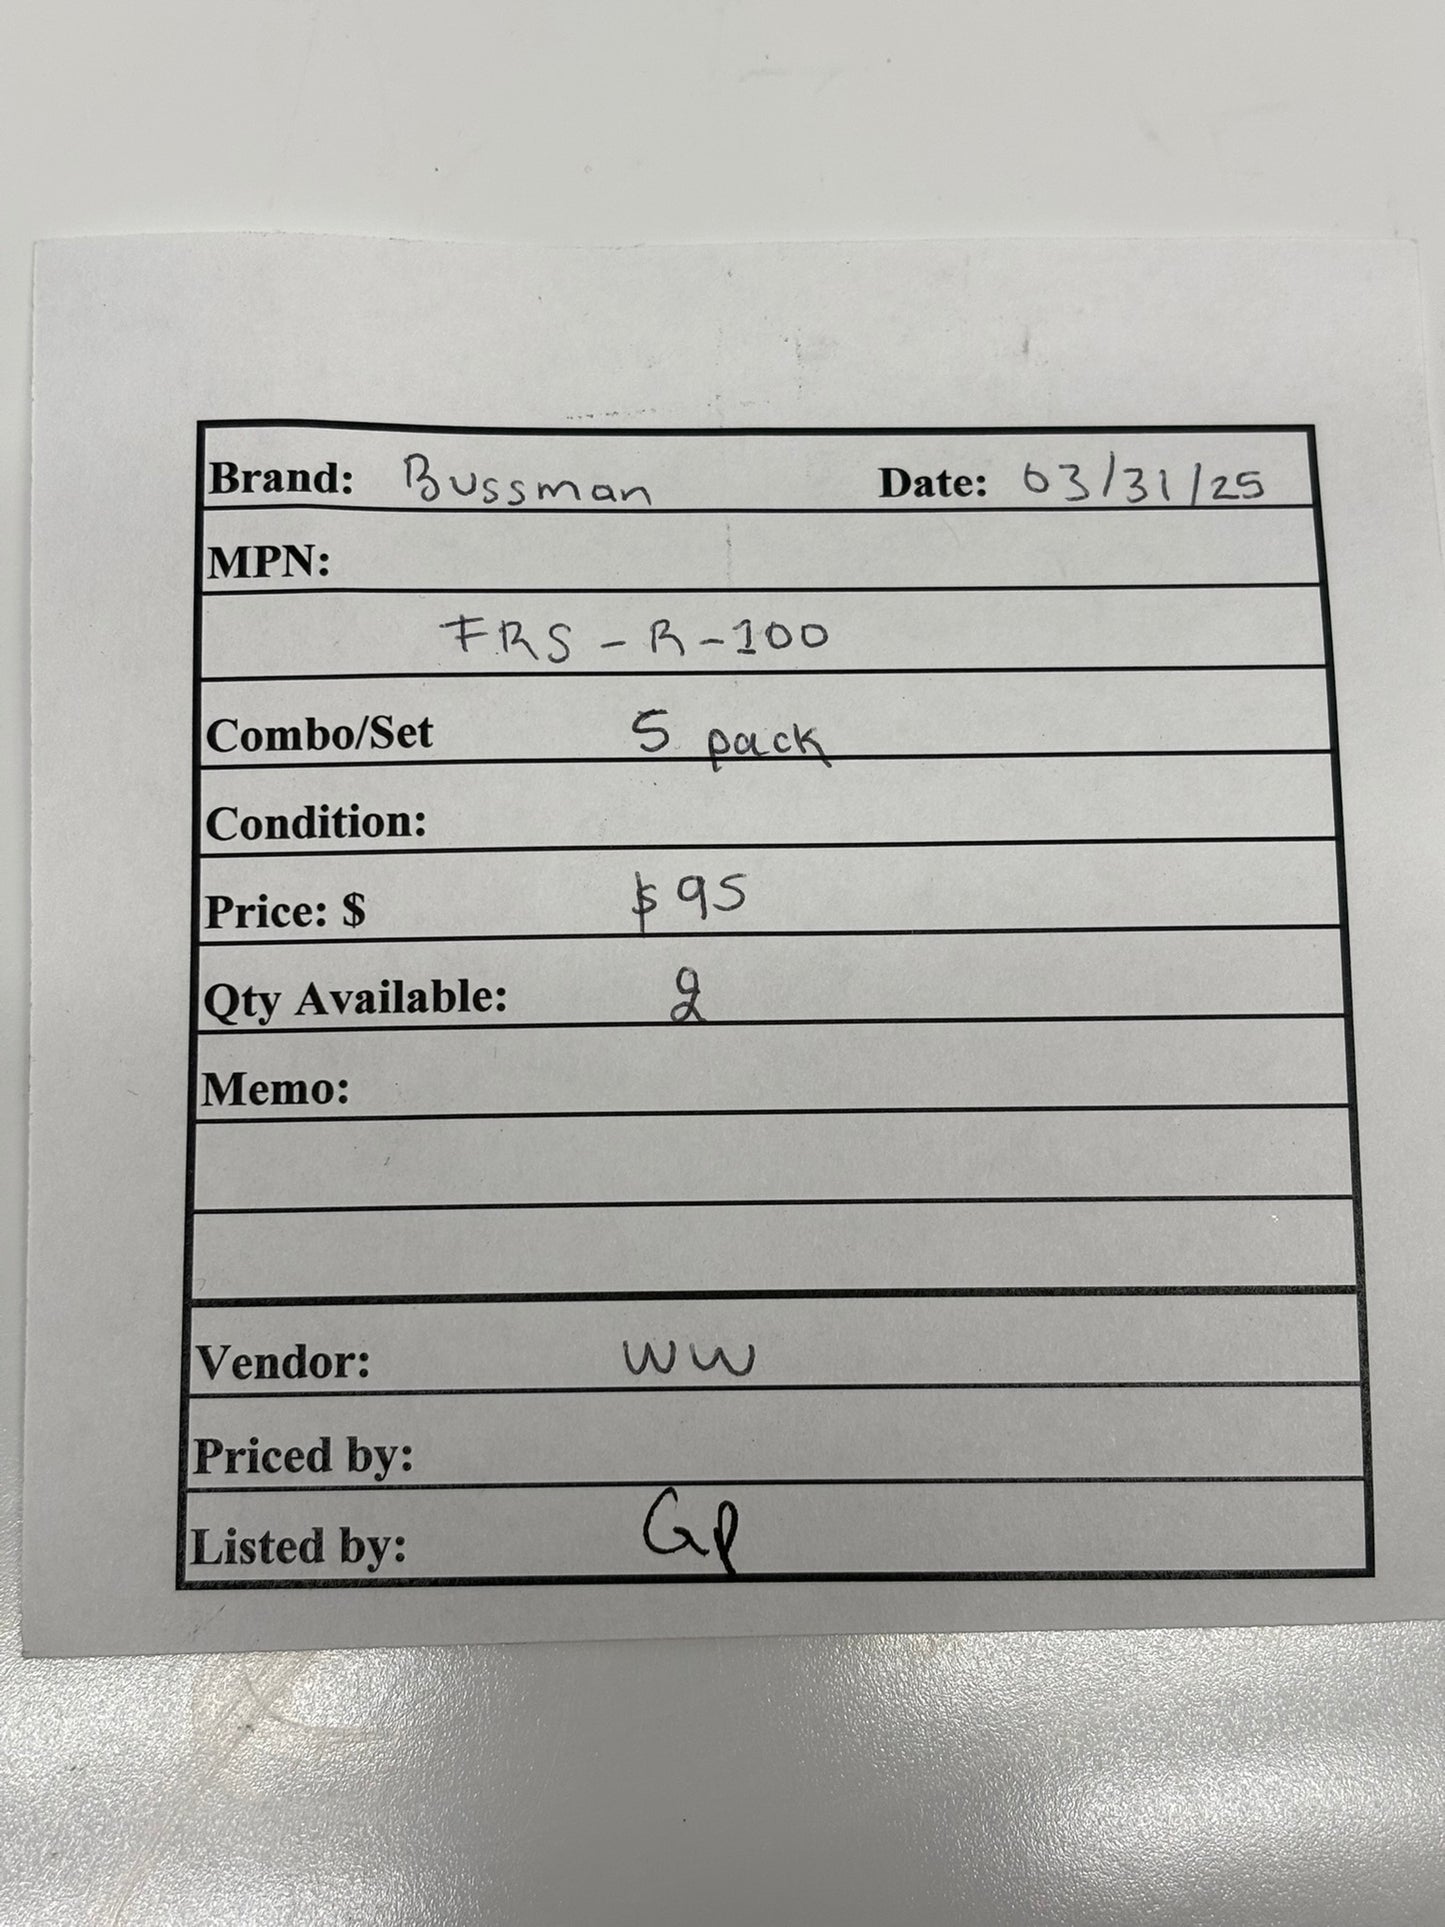 Brand: Bussman Date: 03/31/25
MPN:
FRS-R-100
Combo/Set 5 pack
Condition:
Price: $ $95
Qty Available: 2
Memo:
Vendor: WW
Priced by:
Listed by: GP